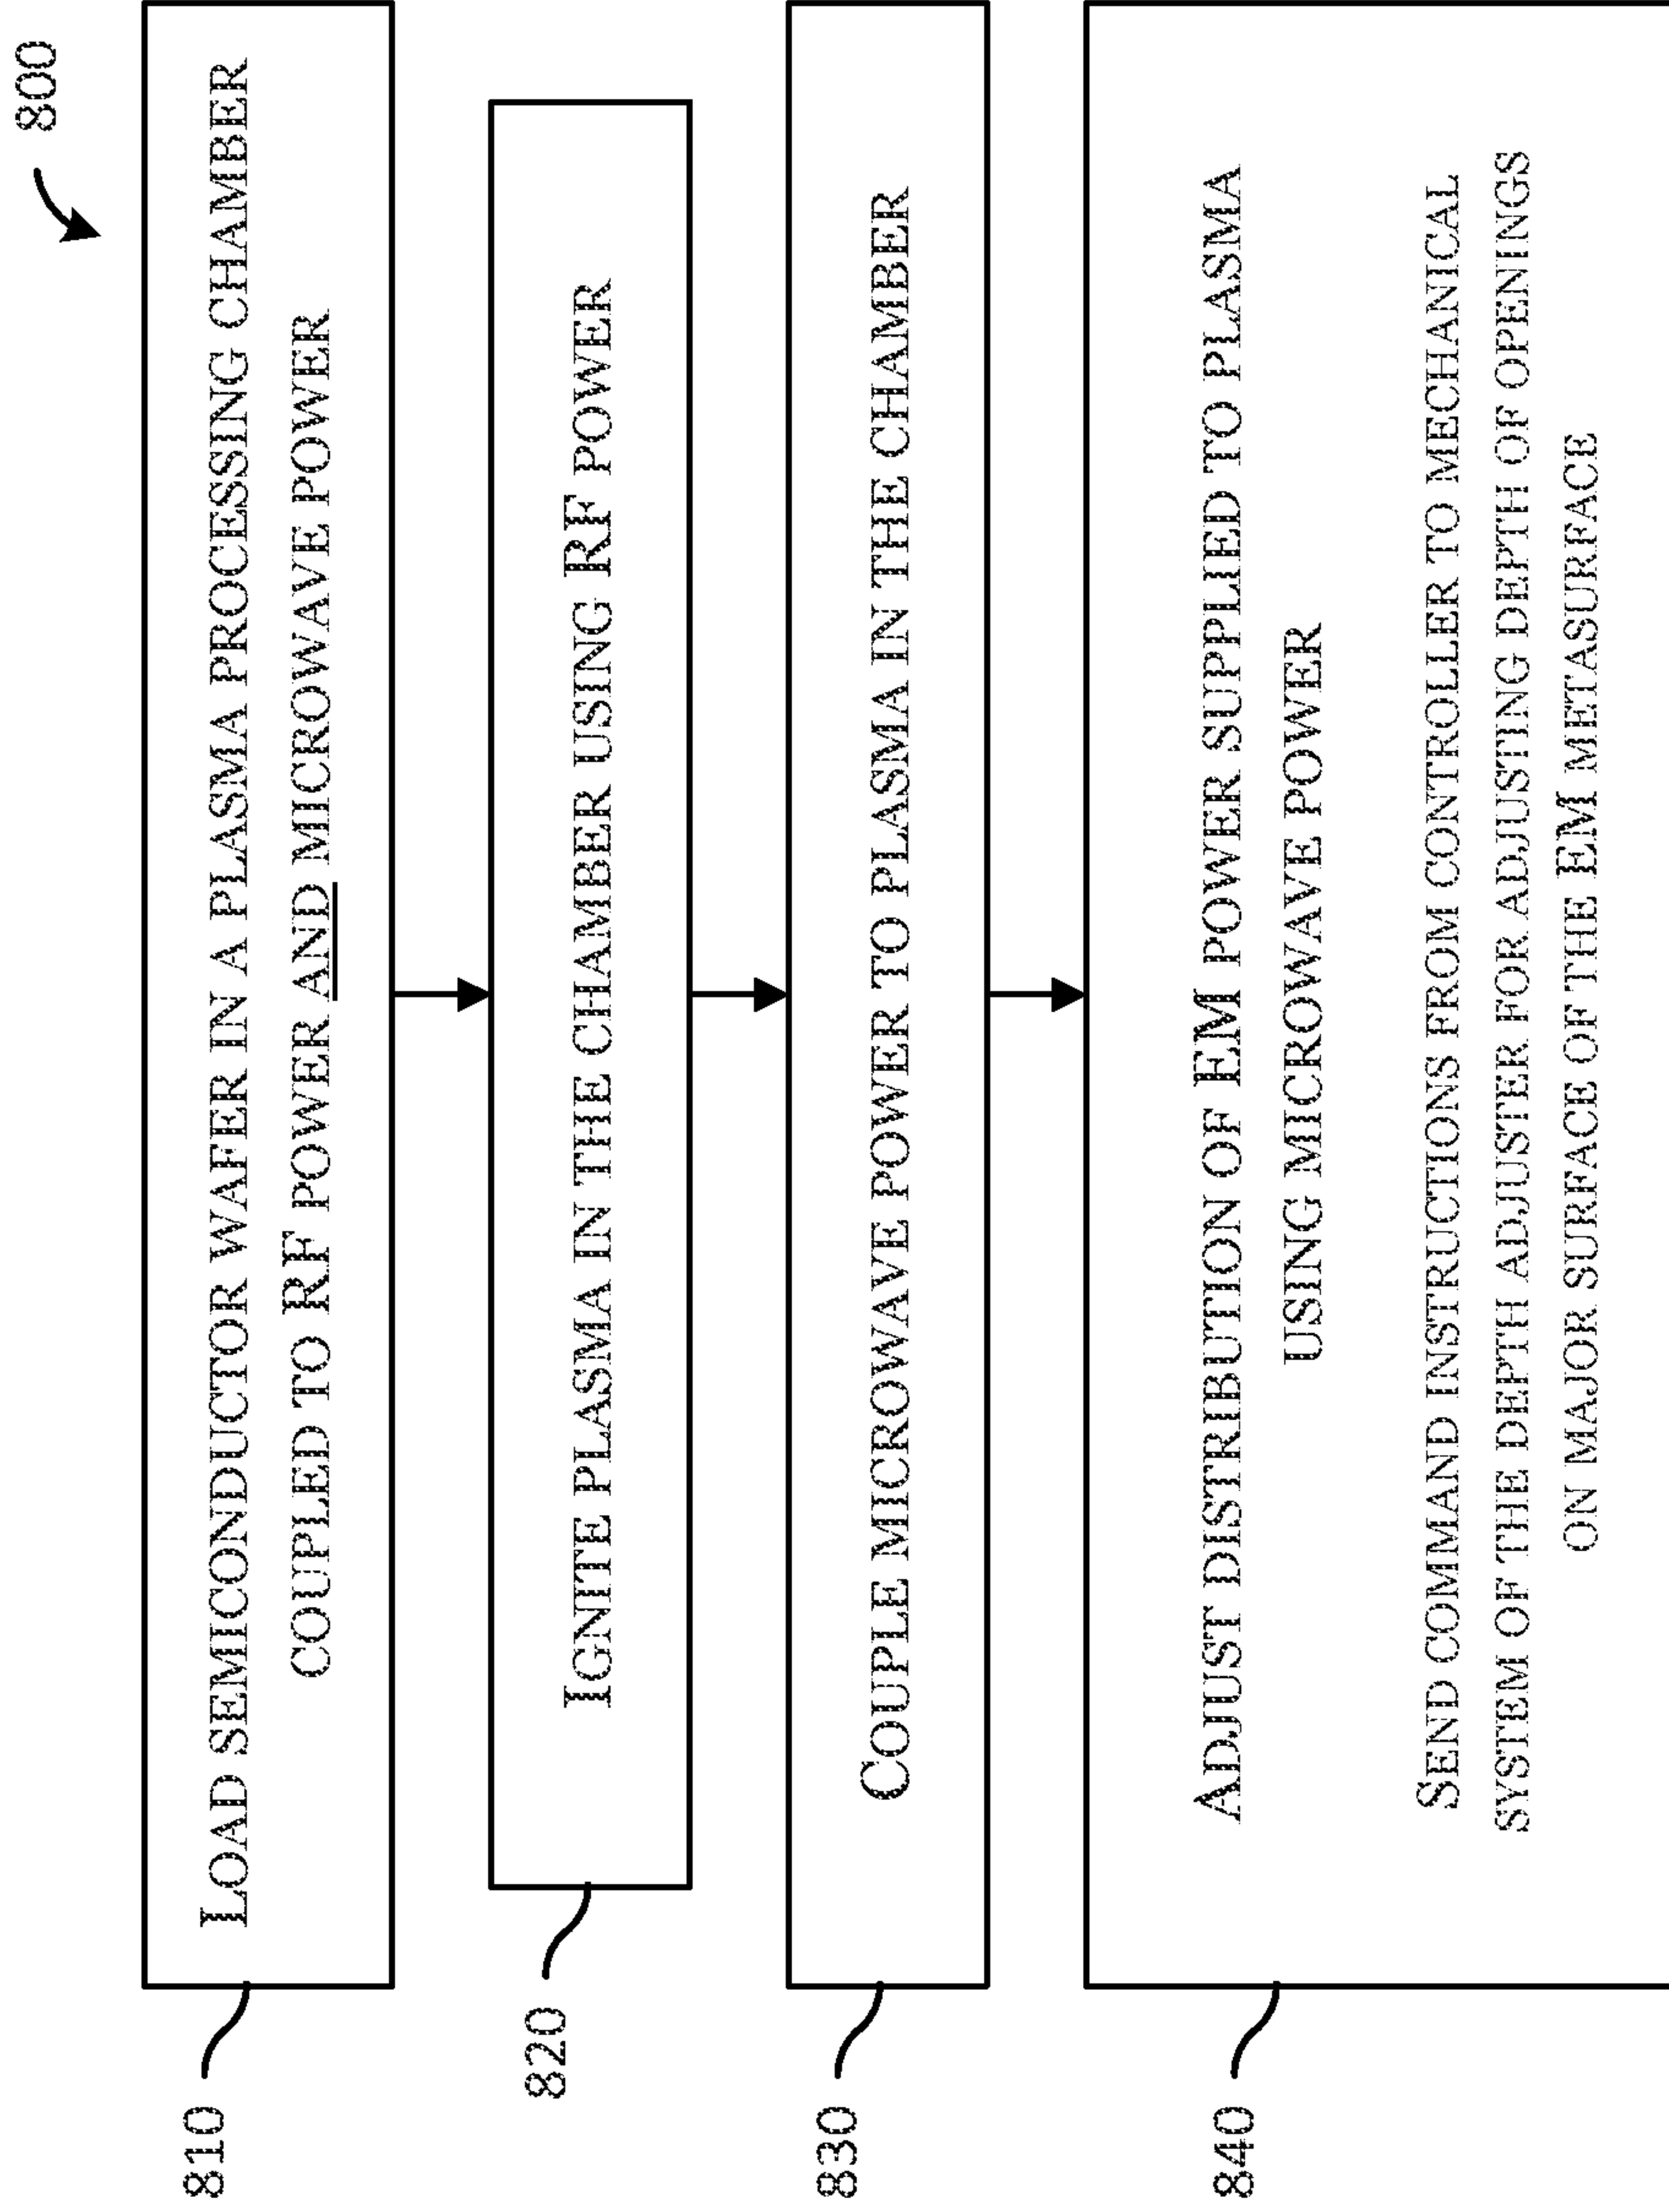 800
810
LOAD SEMICONDUCTOR WAFER IN A PLASMA PROCESSING CHAMBER
COUPLED TO RF POWER AND MICROWAVE POWER
820
IGNITE PLASMA IN THE CHAMBER USING RF POWER
830
COUPLE MICROWAVE POWER TO PLASMA IN THE CHAMBER
840
ADJUST DISTRIBUTION OF EM POWER SUPPLIED TO PLASMA
USING MICROWAVE POWER
SEND COMMAND INSTRUCTIONS FROM CONTROLLER TO MECHANICAL
SYSTEM OF THE DEPTH ADJUSTER FOR ADJUSTING DEPTH OF OPENINGS
ON MAJOR SURFACE OF THE EM METASURFACE